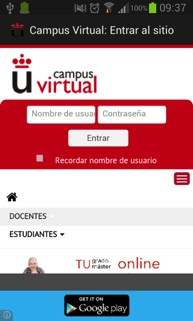 100% 09:37
Campus Virtual: Entrar al sitio
campus
virtual
Nombre de usuar Contraseña
Entrar
Recordar nombre de usuario
DOCENTES
ESTUDIANTES
TU grado máster online
GET IT ON
Google play